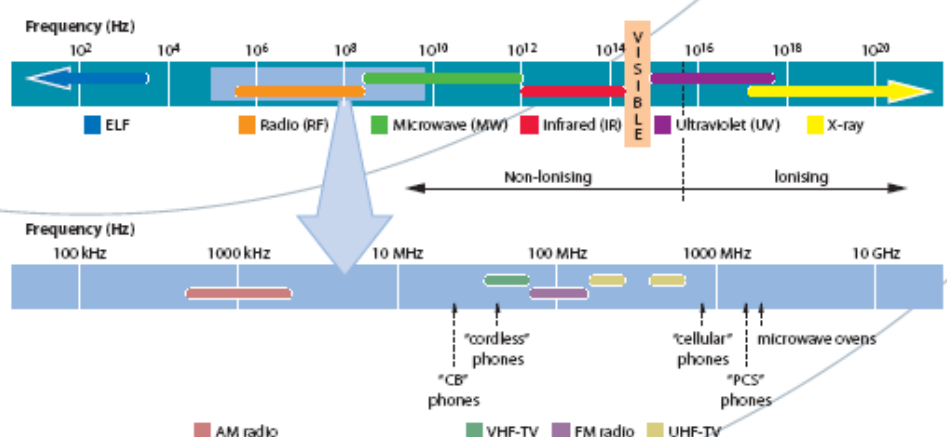 Frequency (Hz)
10² 10⁴ 10⁶ 10⁸ 10¹⁰ 10¹² 10¹⁴ 10¹⁶ 10¹⁸ 10²⁰
VISIBLE
ELF Radio (RF) Microwave (MW) Infrared (IR) Ultraviolet (UV) X-ray
Non-Ionising Ionising
Frequency (Hz)
100 kHz 1000 kHz 10 MHz 100 MHz 1000 MHz 10 GHz
"cordless" phones
"cellular" phones
microwave ovens
"CB" phones
"PCS" phones
AM radio VHF-TV FM radio UHF-TV